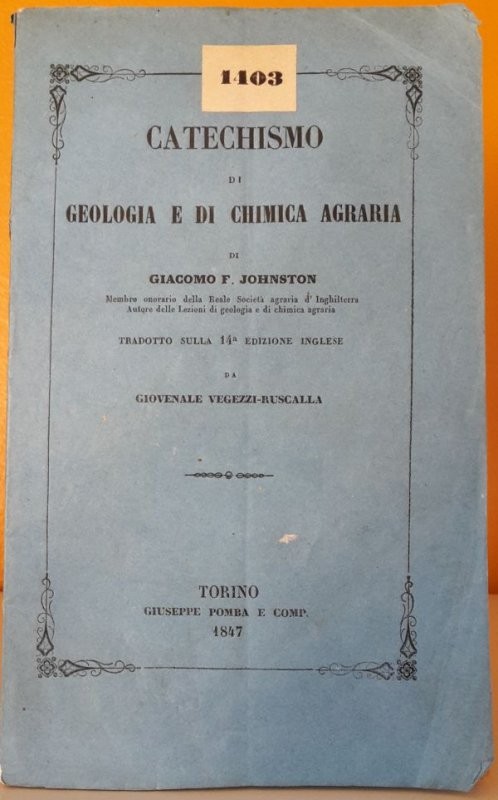 1403
CATECHISMO
DI
GEOLOGIA E DI CHIMICA AGRARIA
DI
GIACOMO F. JOHNSTON
Membro onorario della Reale Società agraria d'Inghilterra
Autore delle Lezioni di geologia e di chimica agraria
TRADOTTO SULLA 14ª EDIZIONE INGLESE
DA
GIOVENALE VEGEZZI-RUSCALLA
TORINO
GIUSEPPE POMBA E COMP.
1847